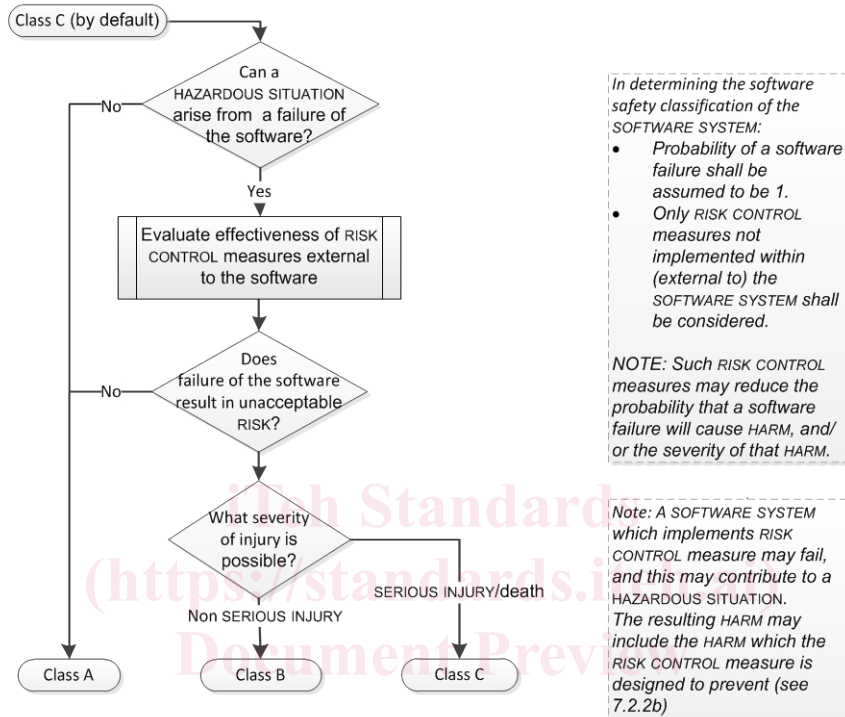 Class C (by default)
Can a
HAZARDOUS SITUATION
arise from a failure of
the software?
No
Yes
Evaluate effectiveness of RISK
CONTROL measures external
to the software
Does
failure of the software
result in unacceptable
RISK?
No
What severity
of injury is
possible?
SERIOUS INJURY/death
Non SERIOUS INJURY
Class A
Class B
Class C
In determining the software
safety classification of the
SOFTWARE SYSTEM:
• Probability of a software
failure shall be
assumed to be 1.
• Only RISK CONTROL
measures not
implemented within
(external to) the
SOFTWARE SYSTEM shall
be considered.
NOTE: Such RISK CONTROL
measures may reduce the
probability that a software
failure will cause HARM, and/
or the severity of that HARM.
Note: A SOFTWARE SYSTEM
which implements RISK
CONTROL measure may fail,
and this may contribute to a
HAZARDOUS SITUATION.
The resulting HARM may
include the HARM which the
RISK CONTROL measure is
designed to prevent (see
7.2.2b)
iTeh Standards
(https://standards.iteh.ai)
Document Preview